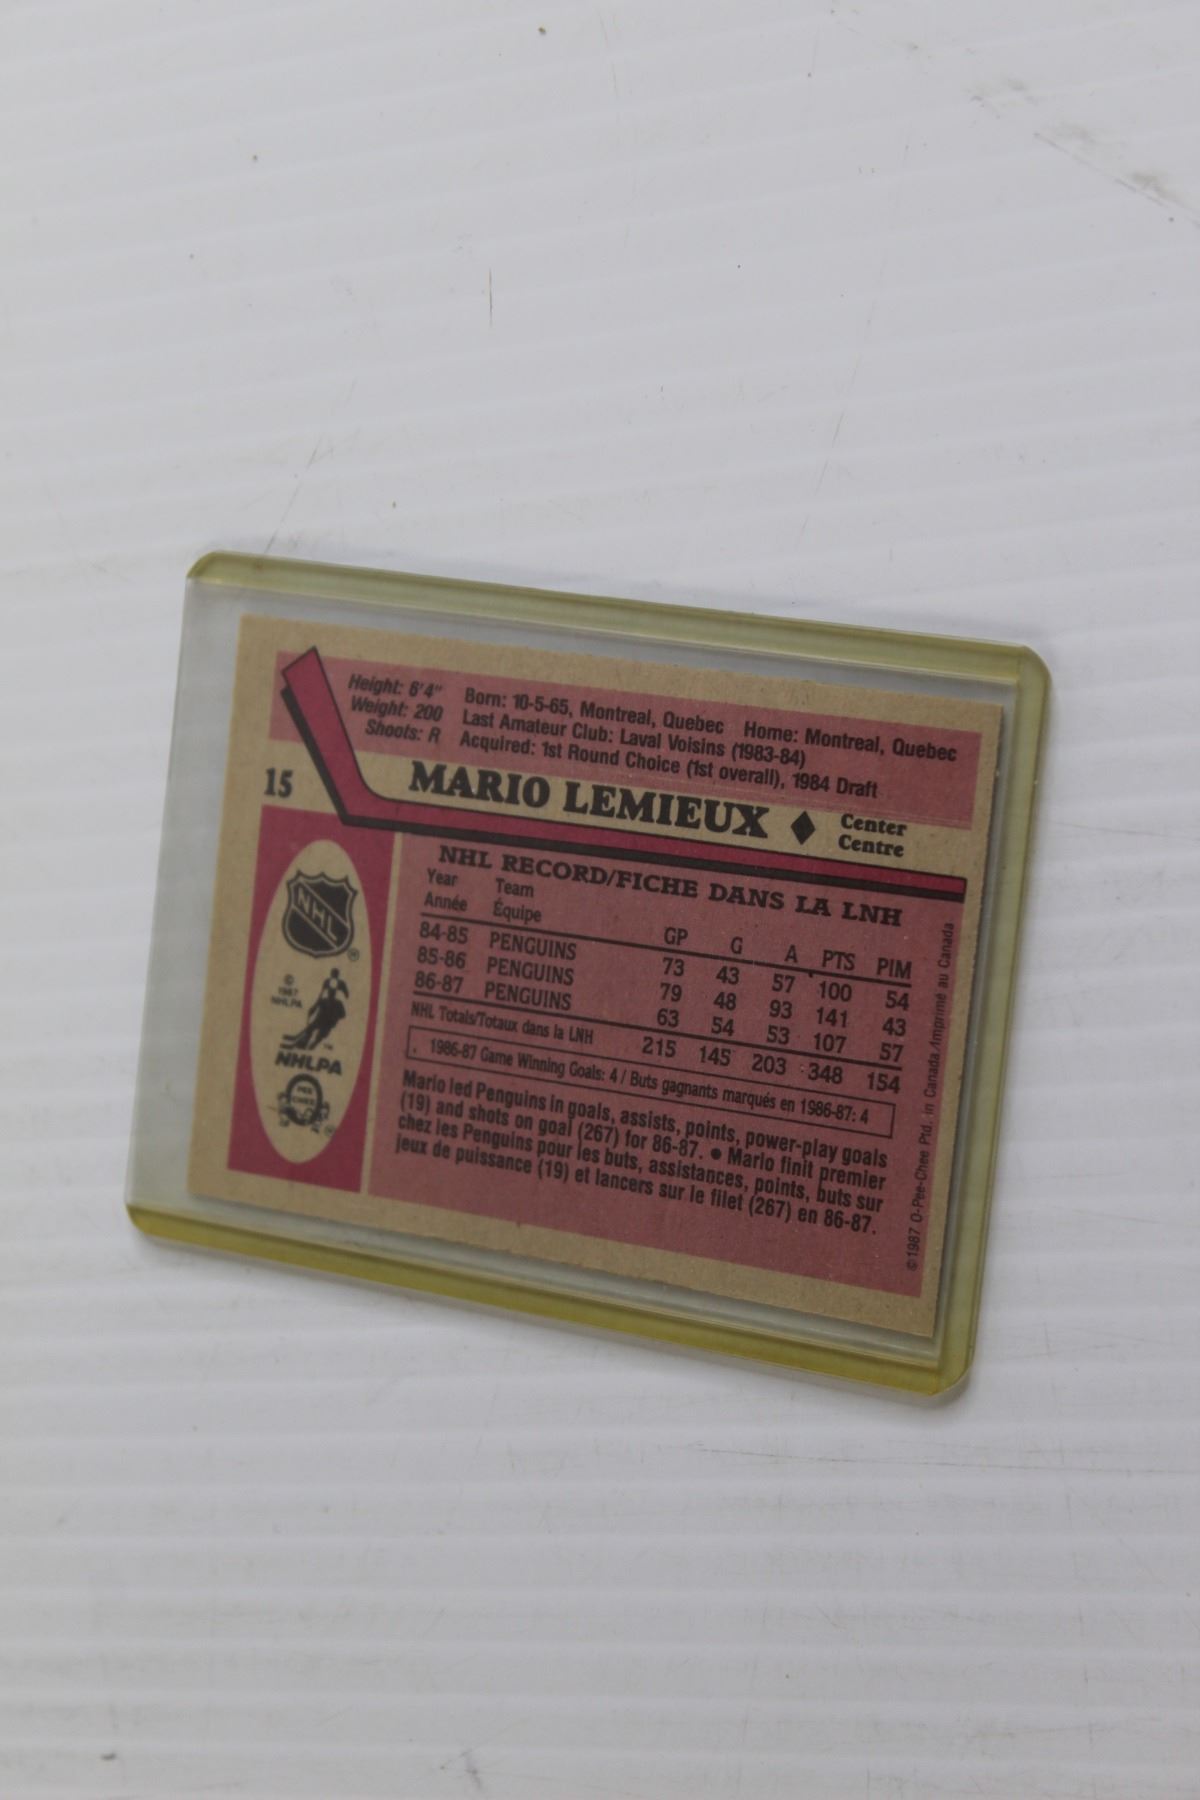 Height: 6'4" Born: 10-5-65, Montreal, Quebec Home: Montreal, Quebec
Weight: 200 Last Amateur Club: Laval Voisins (1983-84)
Shoots: R Acquired: 1st Round Choice (1st overall), 1984 Draft
15 MARIO LEMIEUX ♦ Center
Centre
NHL RECORD/FICHE DANS LA LNH
Year Team
Année Équipe GP G A PTS PIM
84-85 PENGUINS 73 43 57 100 54
85-86 PENGUINS 79 48 93 141 43
86-87 PENGUINS 63 54 53 107 57
NHL Totals/Totaux dans la LNH 215 145 203 348 154
1986-87 Game Winning Goals: 4 / Buts gagnants marqués en 1986-87: 4
Mario led Penguins in goals, assists, points, power-play goals
(19) and shots on goal (267) for 86-87. • Mario finit premier
chez les Penguins pour les buts, assistances, points, buts sur
jeux de puissance (19) et lancers sur le filet (267) en 86-87.
NHL
®
©
1987
NHLPA
NHLPA
©1987 O-Pee-Chee Ptd. in Canada/Imprimé au Canada